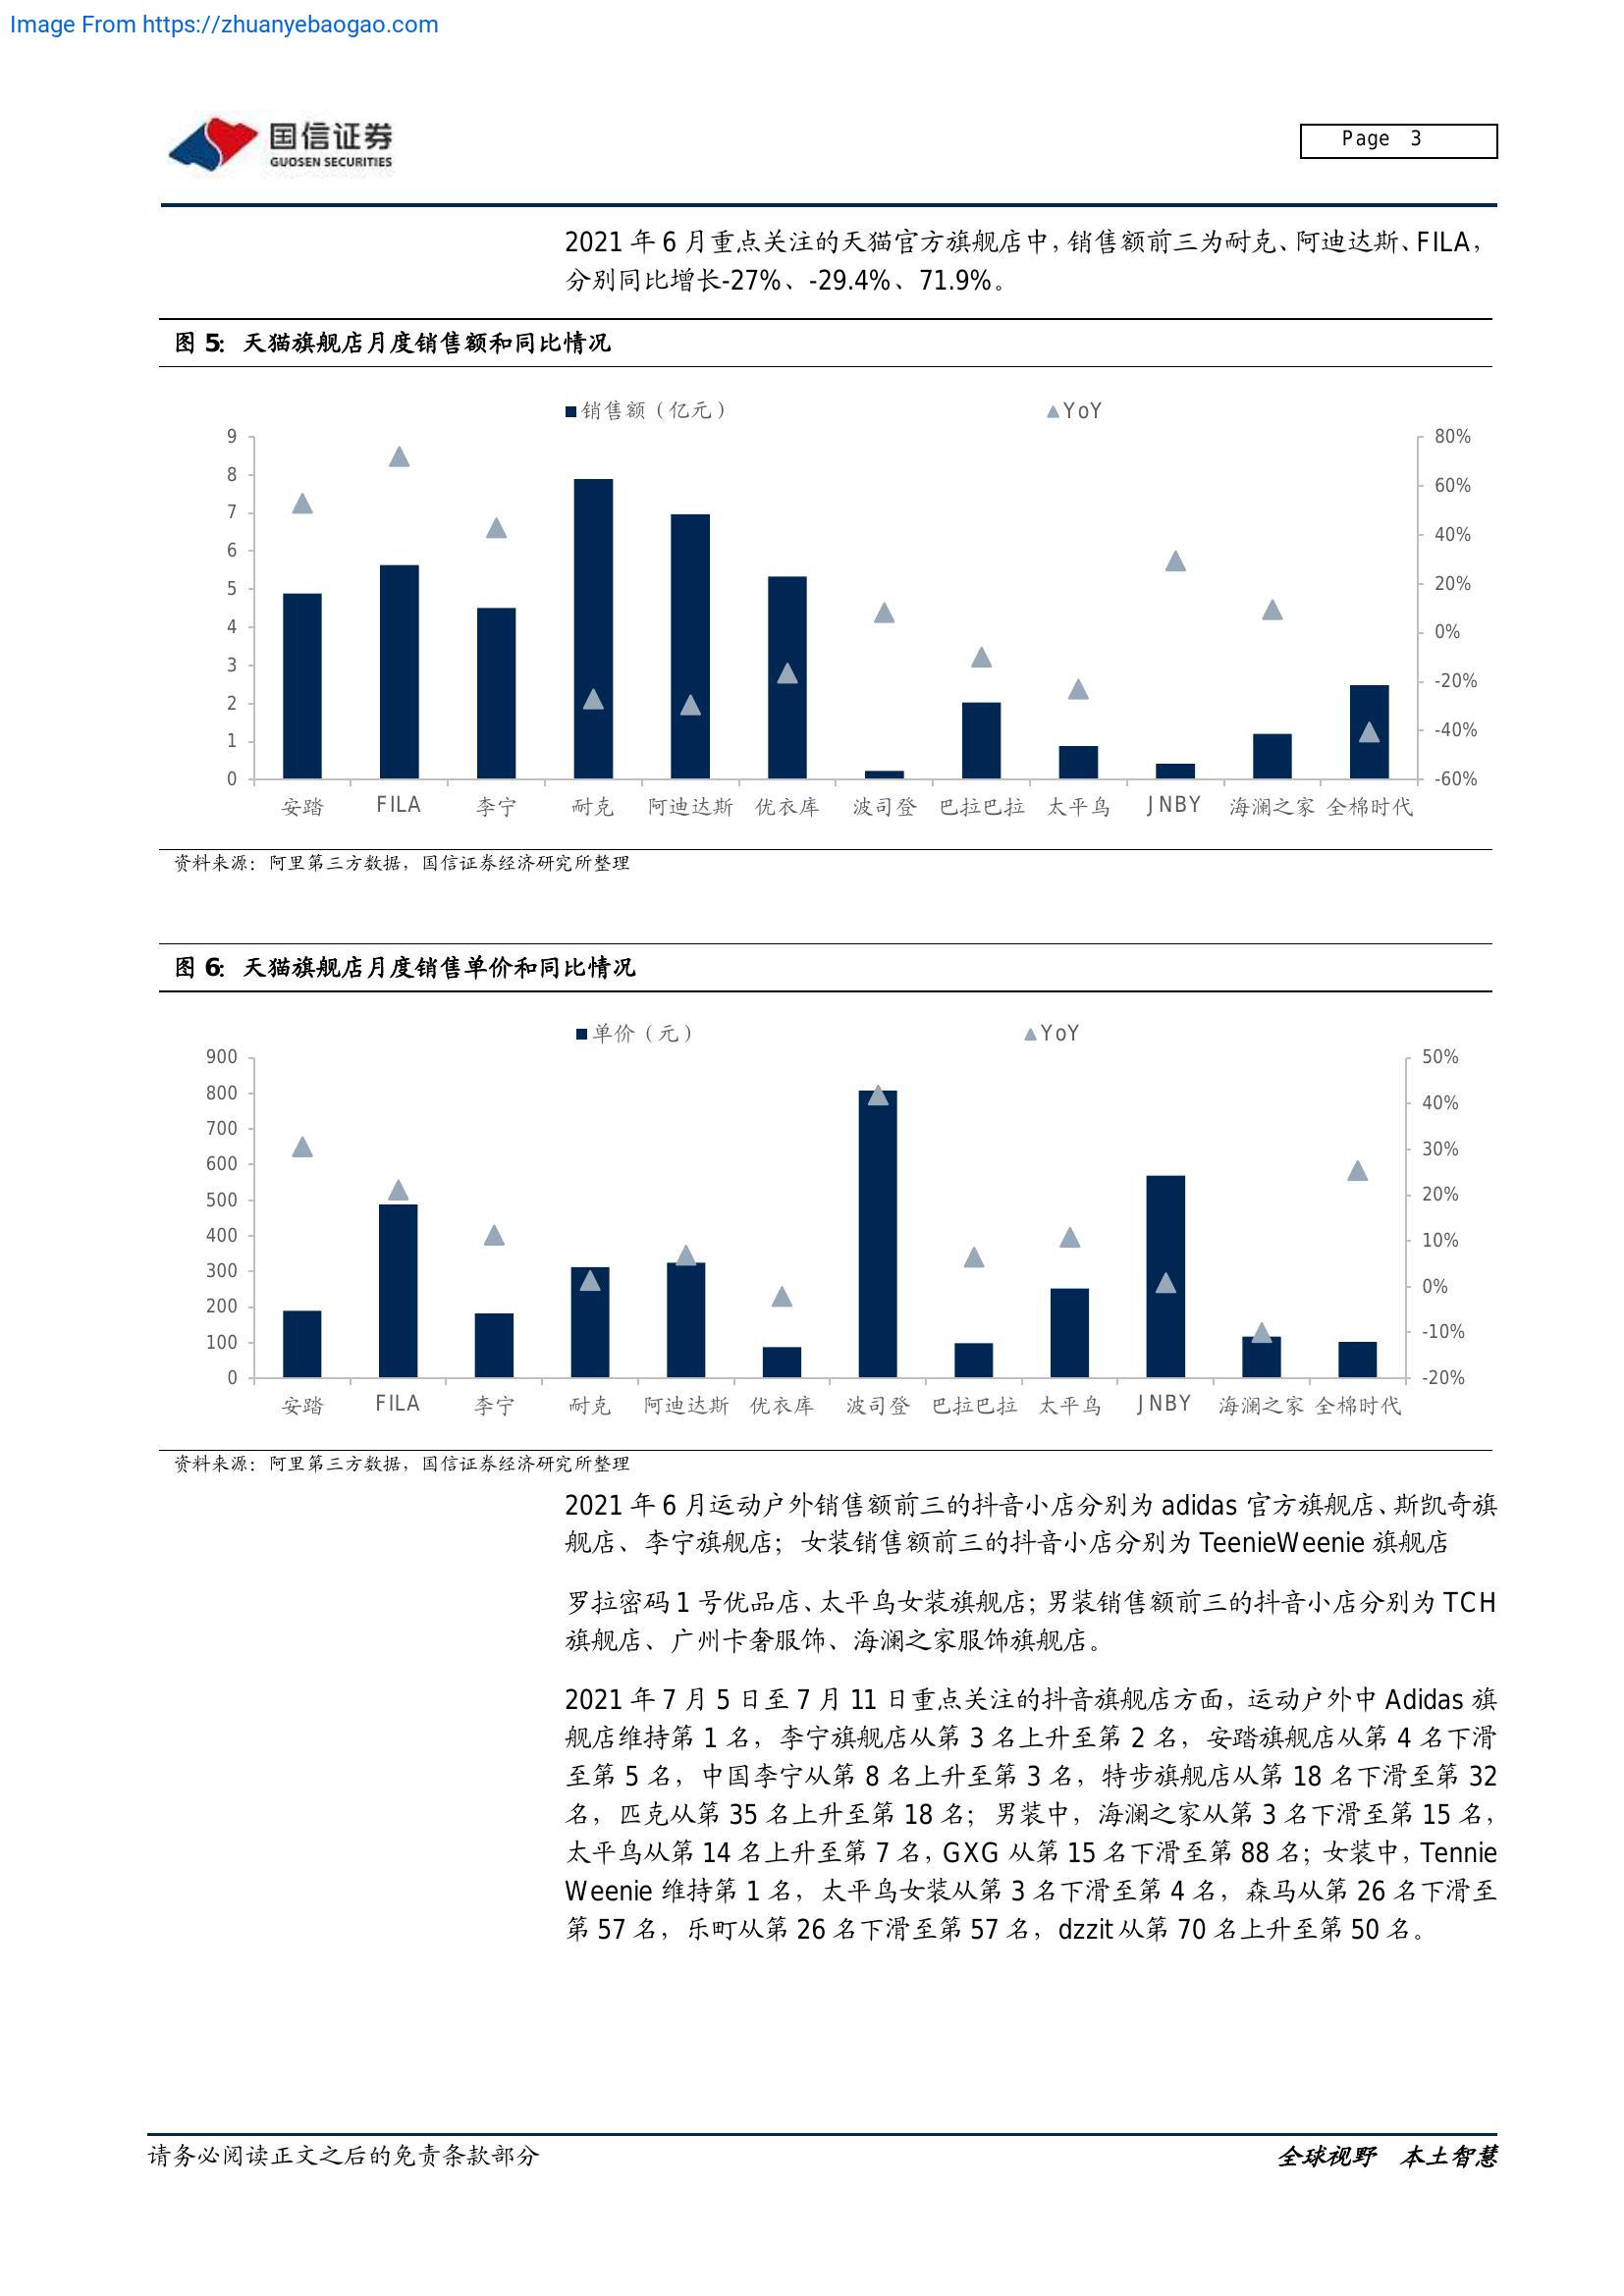 Image From https://zhuanyebaogao.com
国信证券
GUOSEN SECURITIES
Page 3
2021 年 6 月重点关注的天猫官方旗舰店中，销售额前三为耐克、阿迪达斯、FILA，
分别同比增长-27%、-29.4%、71.9%。
图 5：天猫旗舰店月度销售额和同比情况
销售额（亿元） YoY
9 80%
8 60%
7 40%
6 20%
5 0%
4 -20%
3 -40%
2 -60%
1
0
安踏 FILA 李宁 耐克 阿迪达斯 优衣库 波司登 巴拉巴拉 太平鸟 JNBY 海澜之家 全棉时代
资料来源：阿里第三方数据，国信证券经济研究所整理
图 6：天猫旗舰店月度销售单价和同比情况
单价（元） YoY
900 50%
800 40%
700 30%
600 20%
500 10%
400 0%
300 -10%
200 -20%
100
0
安踏 FILA 李宁 耐克 阿迪达斯 优衣库 波司登 巴拉巴拉 太平鸟 JNBY 海澜之家 全棉时代
资料来源：阿里第三方数据，国信证券经济研究所整理
2021 年 6 月运动户外销售额前三的抖音小店分别为 adidas 官方旗舰店、斯凯奇旗
舰店、李宁旗舰店；女装销售额前三的抖音小店分别为 TeenieWeenie 旗舰店
罗拉密码 1 号优品店、太平鸟女装旗舰店；男装销售额前三的抖音小店分别为 TCH
旗舰店、广州卡奢服饰、海澜之家服饰旗舰店。
2021 年 7 月 5 日至 7 月 11 日重点关注的抖音旗舰店方面，运动户外中 Adidas 旗
舰店维持第 1 名，李宁旗舰店从第 3 名上升至第 2 名，安踏旗舰店从第 4 名下滑
至第 5 名，中国李宁从第 8 名上升至第 3 名，特步旗舰店从第 18 名下滑至第 32
名，匹克从第 35 名上升至第 18 名；男装中，海澜之家从第 3 名下滑至第 15 名，
太平鸟从第 14 名上升至第 7 名，GXG 从第 15 名下滑至第 88 名；女装中，Tennie
Weenie 维持第 1 名，太平鸟女装从第 3 名下滑至第 4 名，森马从第 26 名下滑至
第 57 名，乐町从第 26 名下滑至第 57 名，dzzit 从第 70 名上升至第 50 名。
请务必阅读正文之后的免责条款部分
全球视野 本土智慧